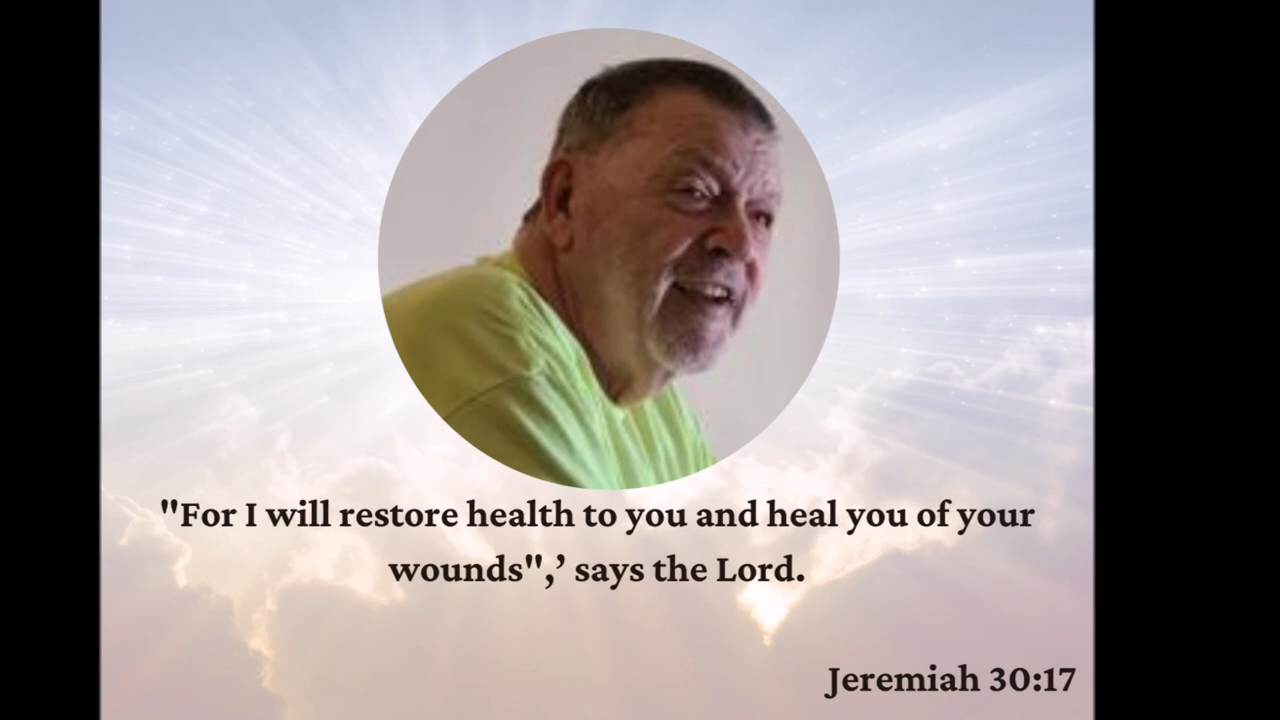 "For I will restore health to you and heal you of your
wounds",’ says the Lord.
Jeremiah 30:17